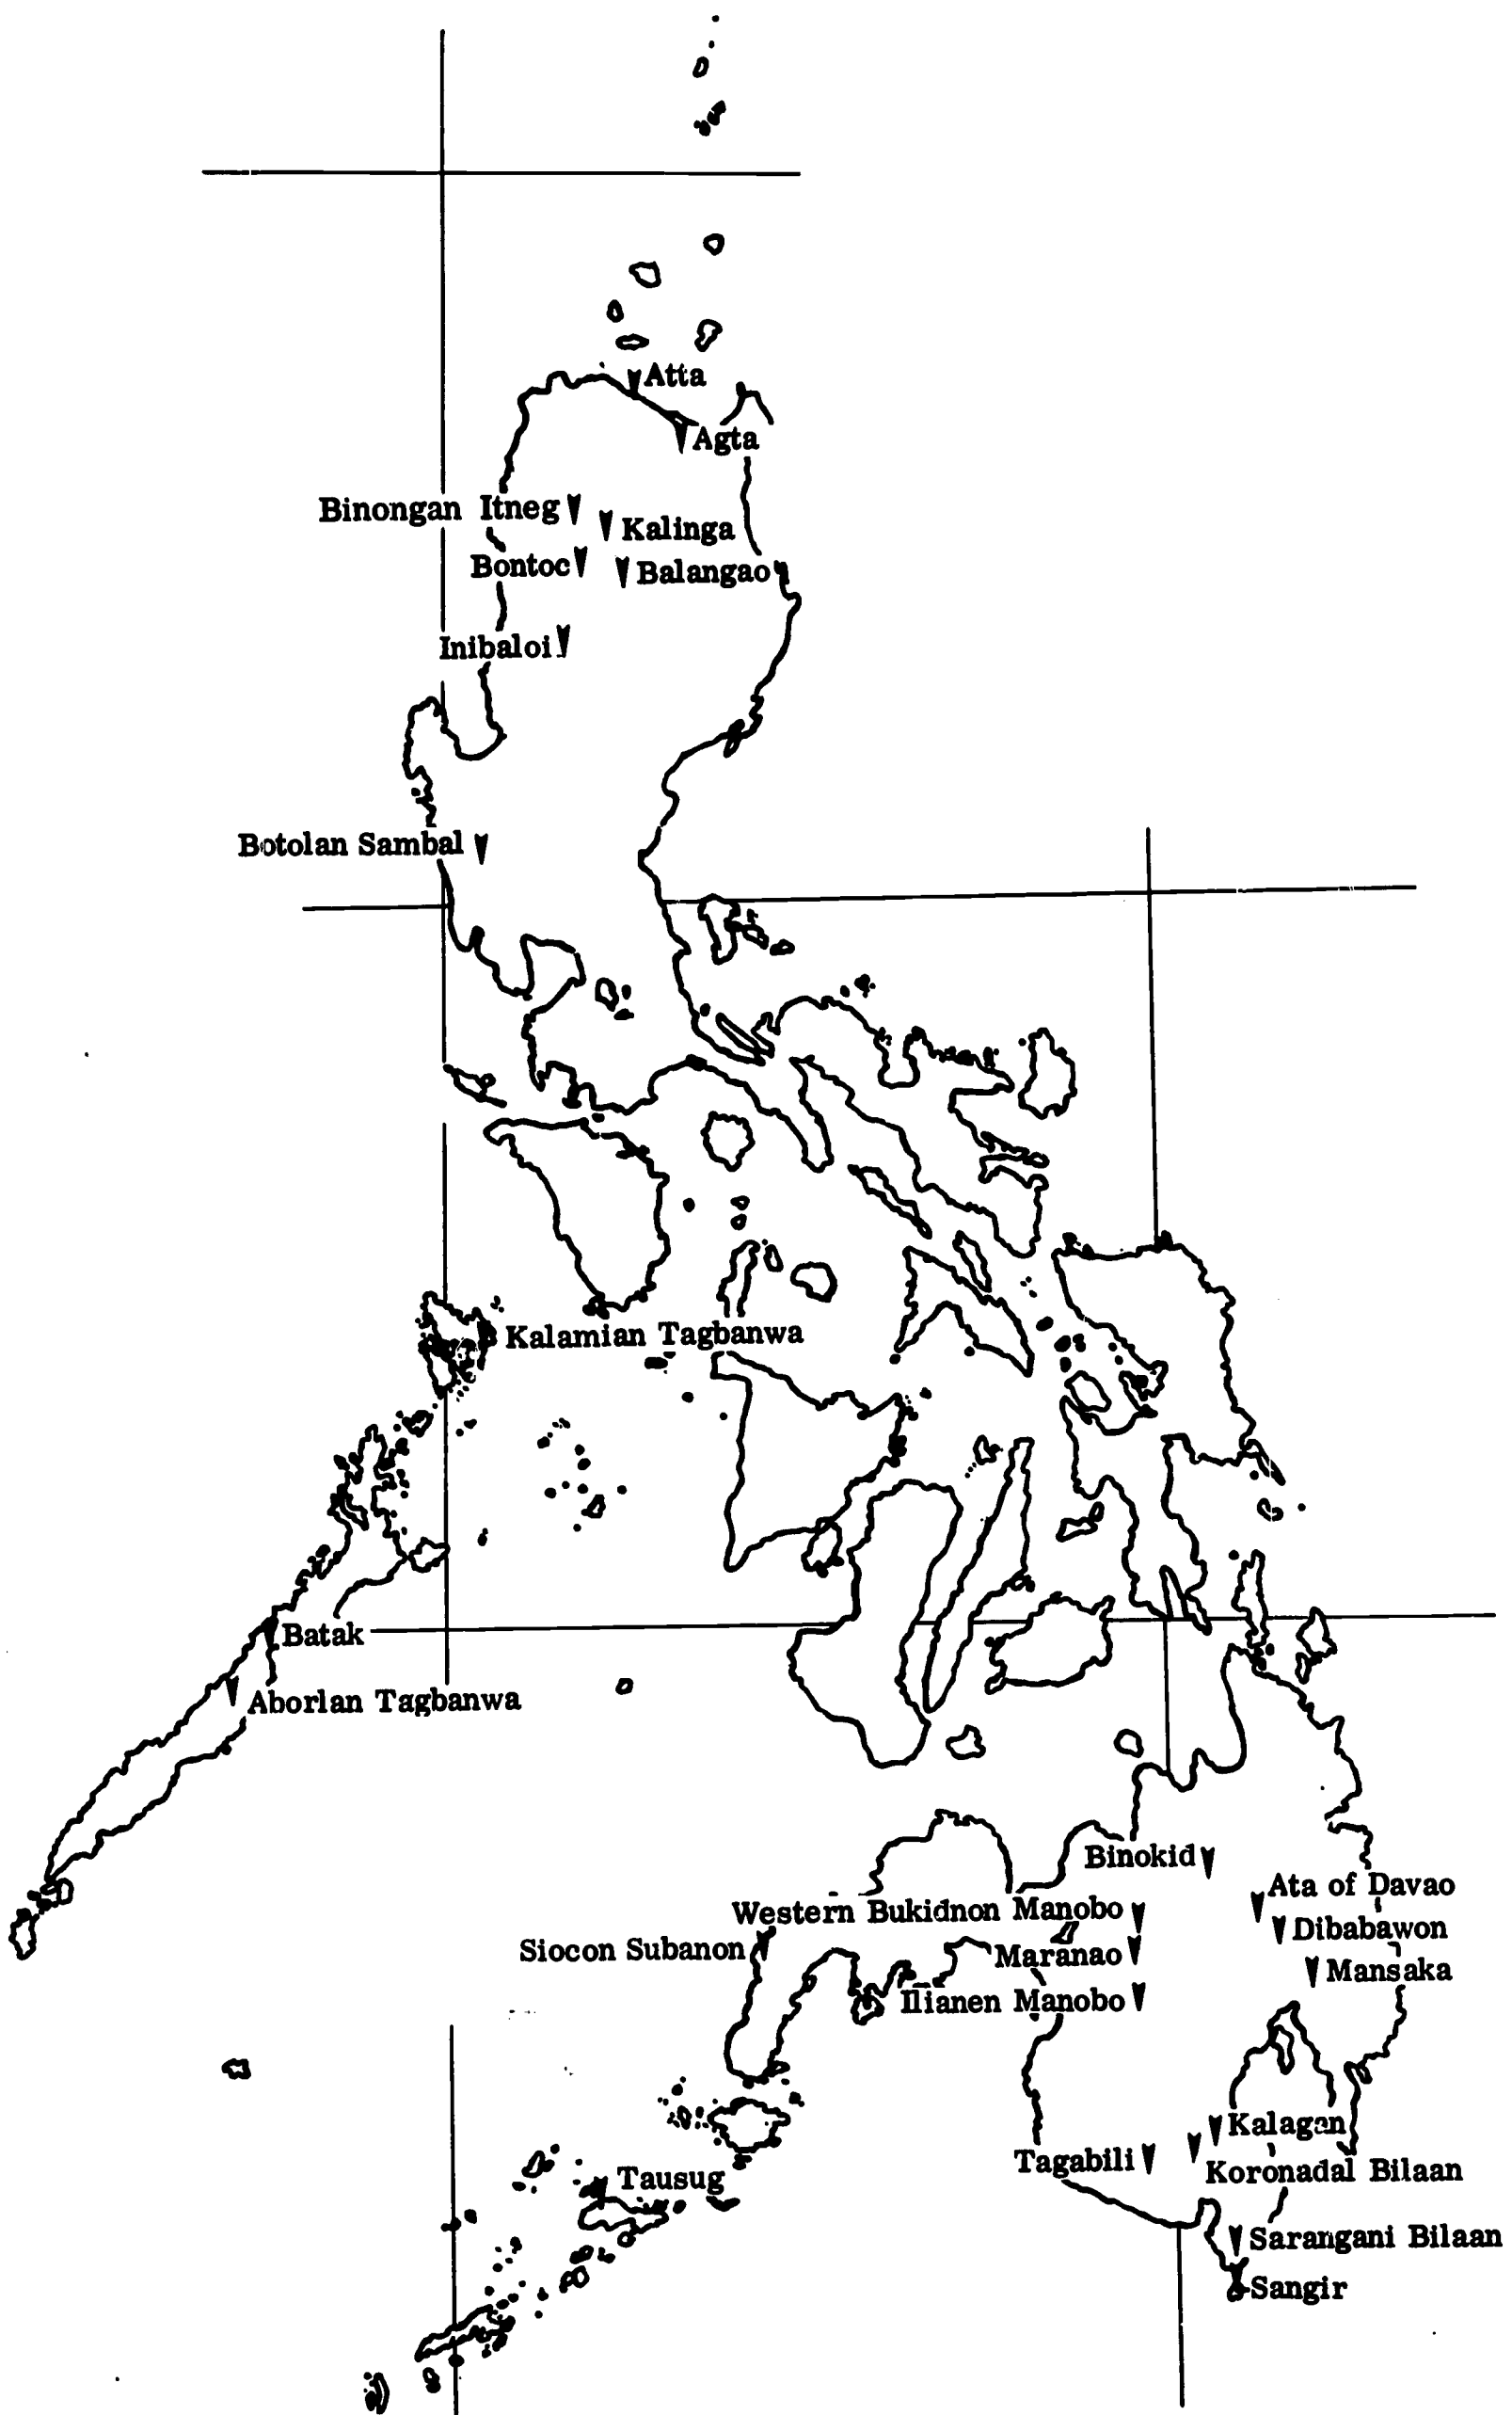 Atta
Agta
Binongan Itneg
Kalinga
Bontoc
Balangao
Inibaloi
Botolan Sambal
Kalamian Tagbanwa
Batak
Aborlan Tagbanwa
Binokid
Ata of Davao
Western Bukidnon Manobo
Dibabawon
Siocon Subanon
Maranao
Mansaka
Ilianen Manobo
Kalagan
Tagabili
Koronadal Bilaan
Tausug
Sarangani Bilaan
Sangir